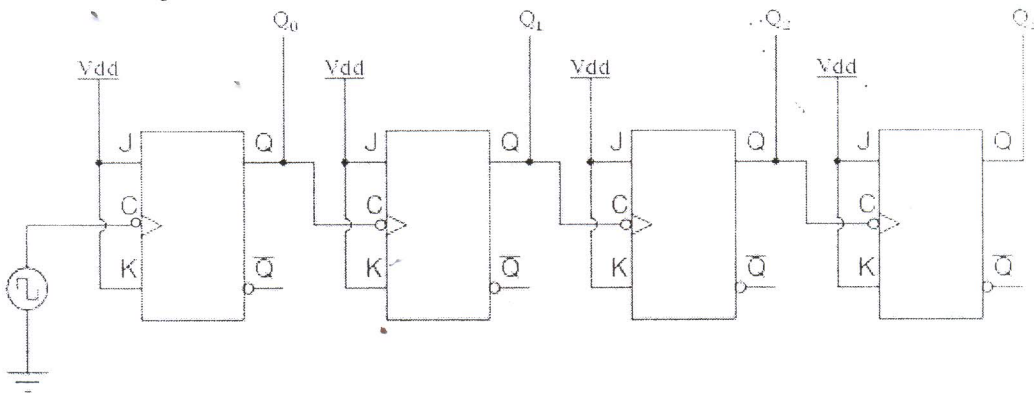 Q₀ Q₁ Q₂
Vdd Vdd Vdd Vdd
J Q J Q J Q J Q
C C C C
K Q̅ K Q̅ K Q̅ K Q̅